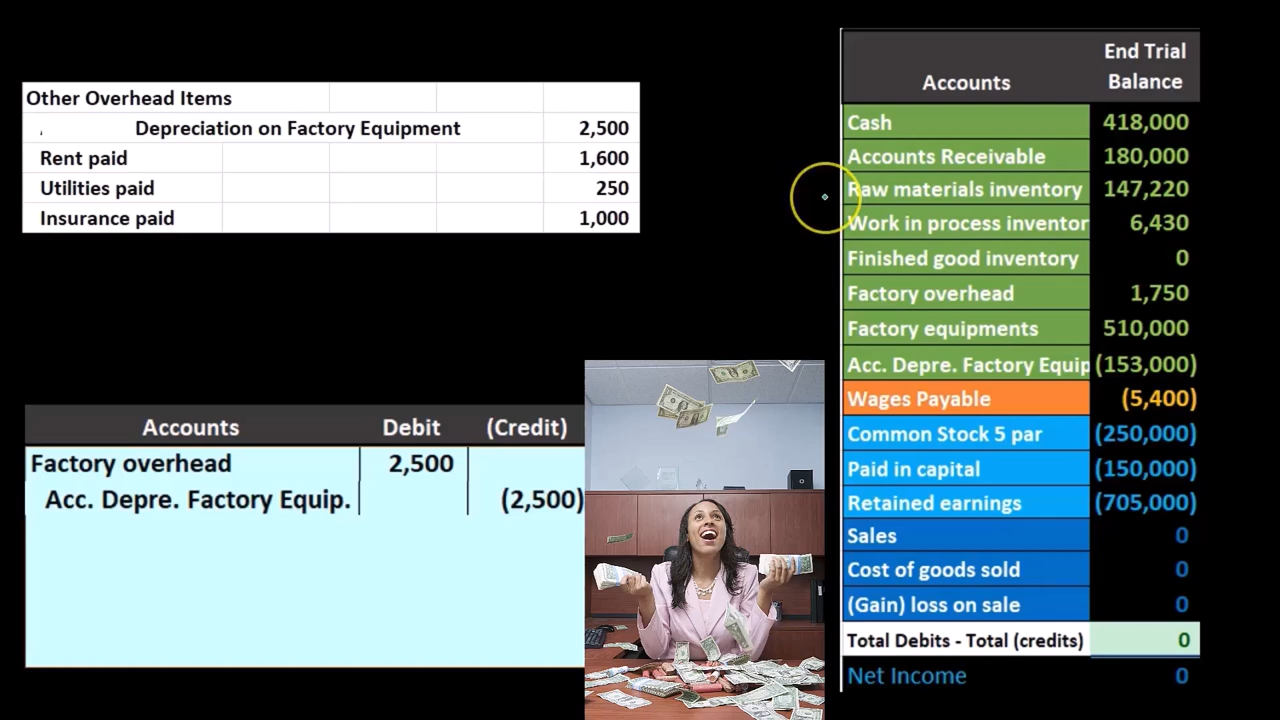 Other Overhead Items
Depreciation on Factory Equipment 2,500
Rent paid 1,600
Utilities paid 250
Insurance paid 1,000
Accounts Debit (Credit)
Factory overhead 2,500
Acc. Depre. Factory Equip. (2,500)
Accounts End Trial Balance
Cash 418,000
Accounts Receivable 180,000
Raw materials inventory 147,220
Work in process inventor 6,430
Finished good inventory 0
Factory overhead 1,750
Factory equipments 510,000
Acc. Depre. Factory Equip (153,000)
Wages Payable (5,400)
Common Stock 5 par (250,000)
Paid in capital (150,000)
Retained earnings (705,000)
Sales 0
Cost of goods sold 0
(Gain) loss on sale 0
Total Debits - Total (credits) 0
Net Income 0